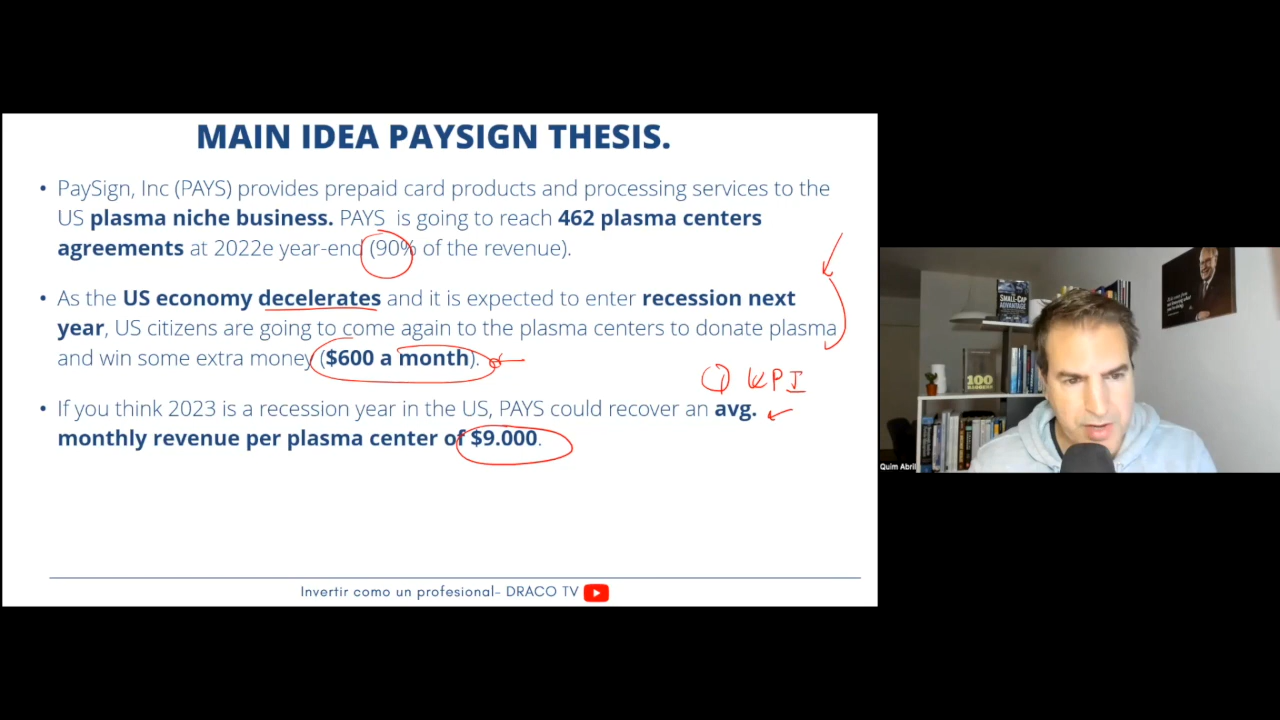 MAIN IDEA PAYSIGN THESIS.
• PaySign, Inc (PAYS) provides prepaid card products and processing services to the
US plasma niche business. PAYS is going to reach 462 plasma centers
agreements at 2022e year-end (90% of the revenue).
• As the US economy decelerates and it is expected to enter recession next
year, US citizens are going to come again to the plasma centers to donate plasma
and win some extra money ($600 a month).
① KPI
• If you think 2023 is a recession year in the US, PAYS could recover an avg.
monthly revenue per plasma center of $9.000.
Invertir como un profesional- DRACO TV
SMALL-CAP
ADVANTAGE
100
Quim Abril